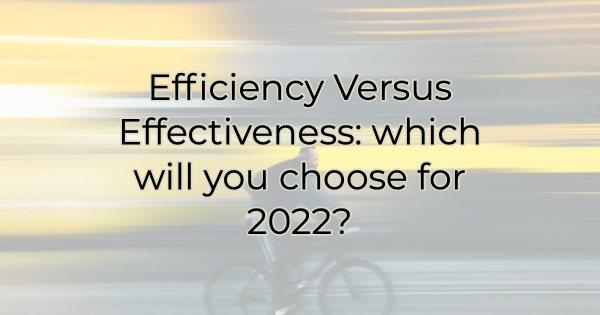 Efficiency Versus
Effectiveness: which
will you choose for
2022?